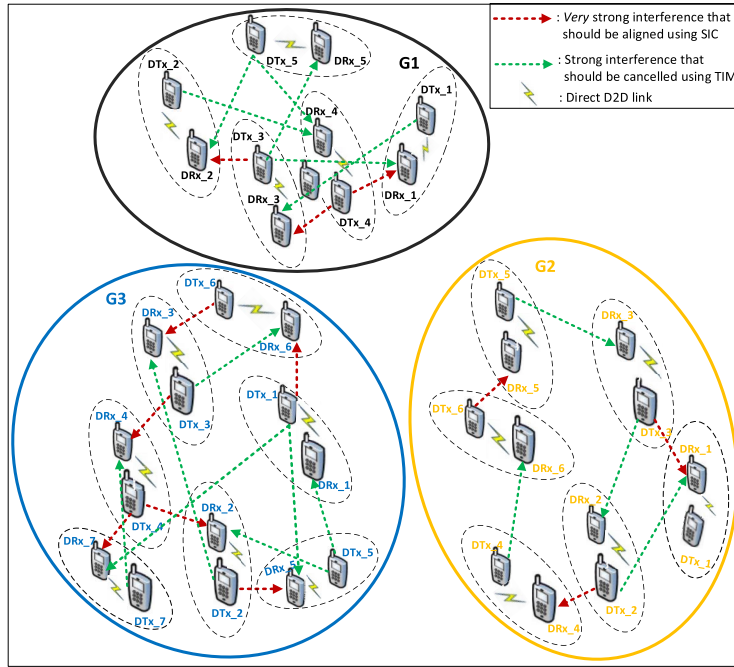 : Very strong interference that
should be aligned using SIC
: Strong interference that
should be cancelled using TIM
: Direct D2D link
G1
DTx_5
DRx_5
DTx_2
DTx_1
DRx_4
DTx_3
DRx_2
DRx_1
DRx_3
DTx_4
G3
DTx_6
DRx_3
DRx_6
DTx_1
DRx_4
DTx_3
DRx_1
DRx_2
DTx_4
DRx_7
DTx_5
DRx_5
DTx_2
DTx_7
G2
DTx_5
DRx_3
DRx_5
DTx_6
DTx_3
DRx_1
DRx_6
DRx_2
DTx_4
DTx_1
DTx_2
DRx_4